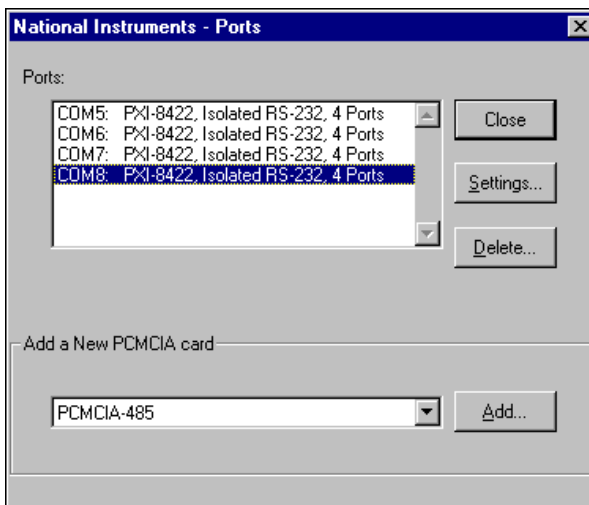 National Instruments - Ports
Ports:
COM5: PXI-8422, Isolated RS-232, 4 Ports
COM6: PXI-8422, Isolated RS-232, 4 Ports
COM7: PXI-8422, Isolated RS-232, 4 Ports
COM8: PXI-8422, Isolated RS-232, 4 Ports
Close
Settings...
Delete...
Add a New PCMCIA card
PCMCIA-485
Add...